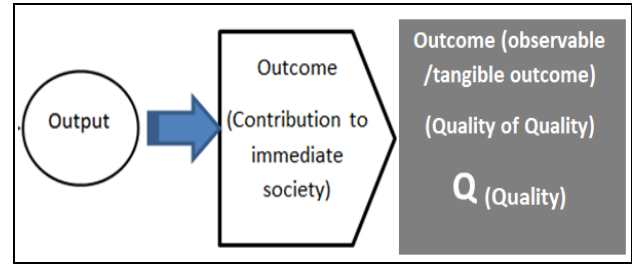 Output
Outcome
(Contribution to
immediate
society)
Outcome (observable
/tangible outcome)
(Quality of Quality)
Q (Quality)